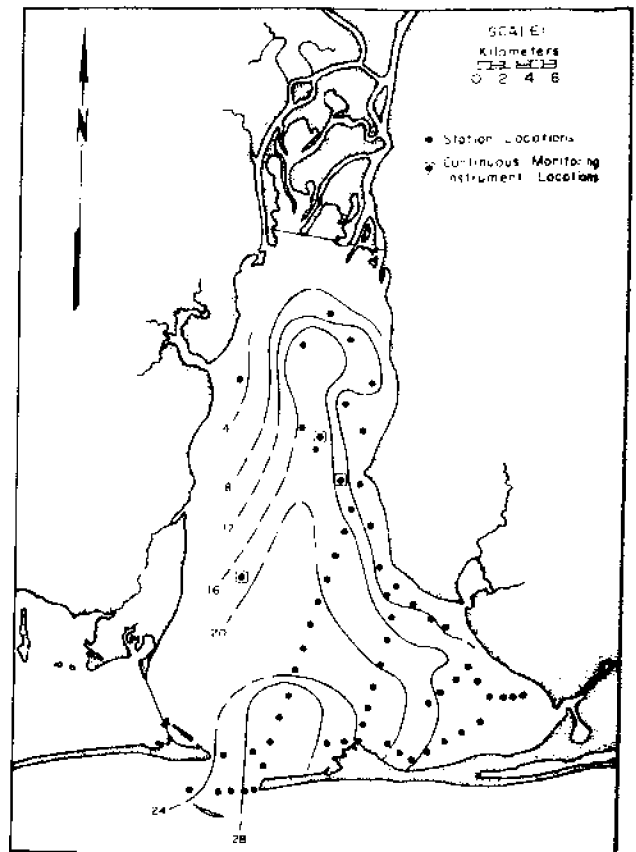 SCALE:
Kilometers
0 2 4 6
N
Station Locations
Continuous Monitoring
Instrument Locations
4
8
12
16
20
24
28